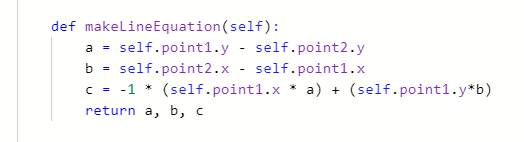 def makeLineEquation(self):
a = self.point1.y - self.point2.y
b = self.point2.x - self.point1.x
c = -1 * (self.point1.x * a) + (self.point1.y*b)
return a, b, c